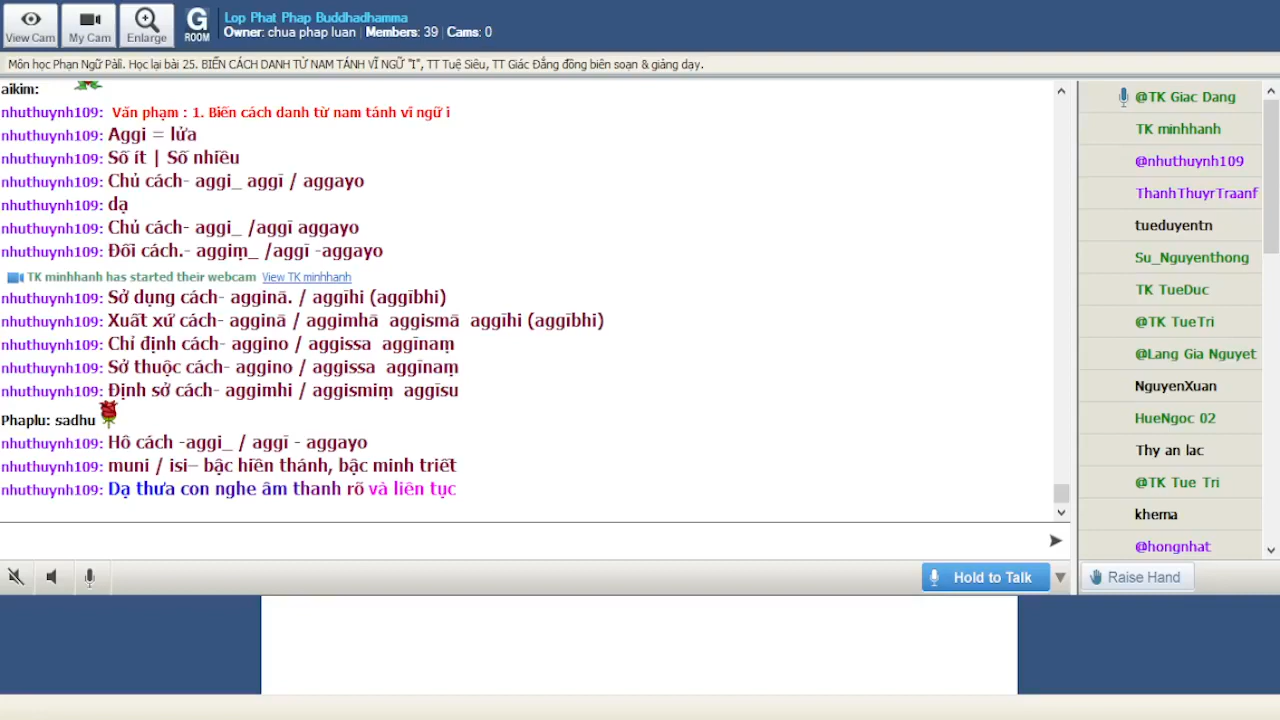 View Cam
My Cam
Enlarge
G ROOM
Lop Phat Phap Buddhadhamma
Owner: chua phap luan | Members: 39 | Cams: 0
Môn học Phạn Ngữ Pàli. Học lại bài 25. BIẾN CÁCH DANH TỪ NAM TÁNH VĨ NGỮ "I", TT Tuệ Siêu, TT Giác Đẳng đồng biên soạn & giảng dạy.
aikim:
nhuthuynh109: Văn phạm : 1. Biến cách danh từ nam tánh vĩ ngữ i
nhuthuynh109: Aggi = lửa
nhuthuynh109: Số ít | Số nhiều
nhuthuynh109: Chủ cách- aggi_ aggī / aggayo
nhuthuynh109: dạ
nhuthuynh109: Chủ cách- aggi_ /aggī aggayo
nhuthuynh109: Đối cách.- aggiṃ_ /aggī -aggayo
TK minhhanh has started their webcam View TK minhhanh
nhuthuynh109: Sở dụng cách- agginā. / aggīhi (aggībhi)
nhuthuynh109: Xuất xứ cách- agginā / aggimhā aggismā aggīhi (aggībhi)
nhuthuynh109: Chỉ định cách- aggino / aggissa aggīnaṃ
nhuthuynh109: Sở thuộc cách- aggino / aggissa aggīnaṃ
nhuthuynh109: Định sở cách- aggimhi / aggismiṃ aggīsu
Phaplu: sadhu
nhuthuynh109: Hô cách -aggi_ / aggī - aggayo
nhuthuynh109: muni / isi– bậc hiền thánh, bậc minh triết
nhuthuynh109: Dạ thưa con nghe âm thanh rõ và liên tục
Hold to Talk
@TK Giac Dang
TK minhhanh
@nhuthuynh109
ThanhThuyrTraanf
tueduyentn
Su_Nguyenthong
TK TueDuc
@TK TueTri
@Lang Gia Nguyet
NguyenXuan
HueNgoc 02
Thy an lac
@TK Tue Tri
khema
@hongnhat
Raise Hand